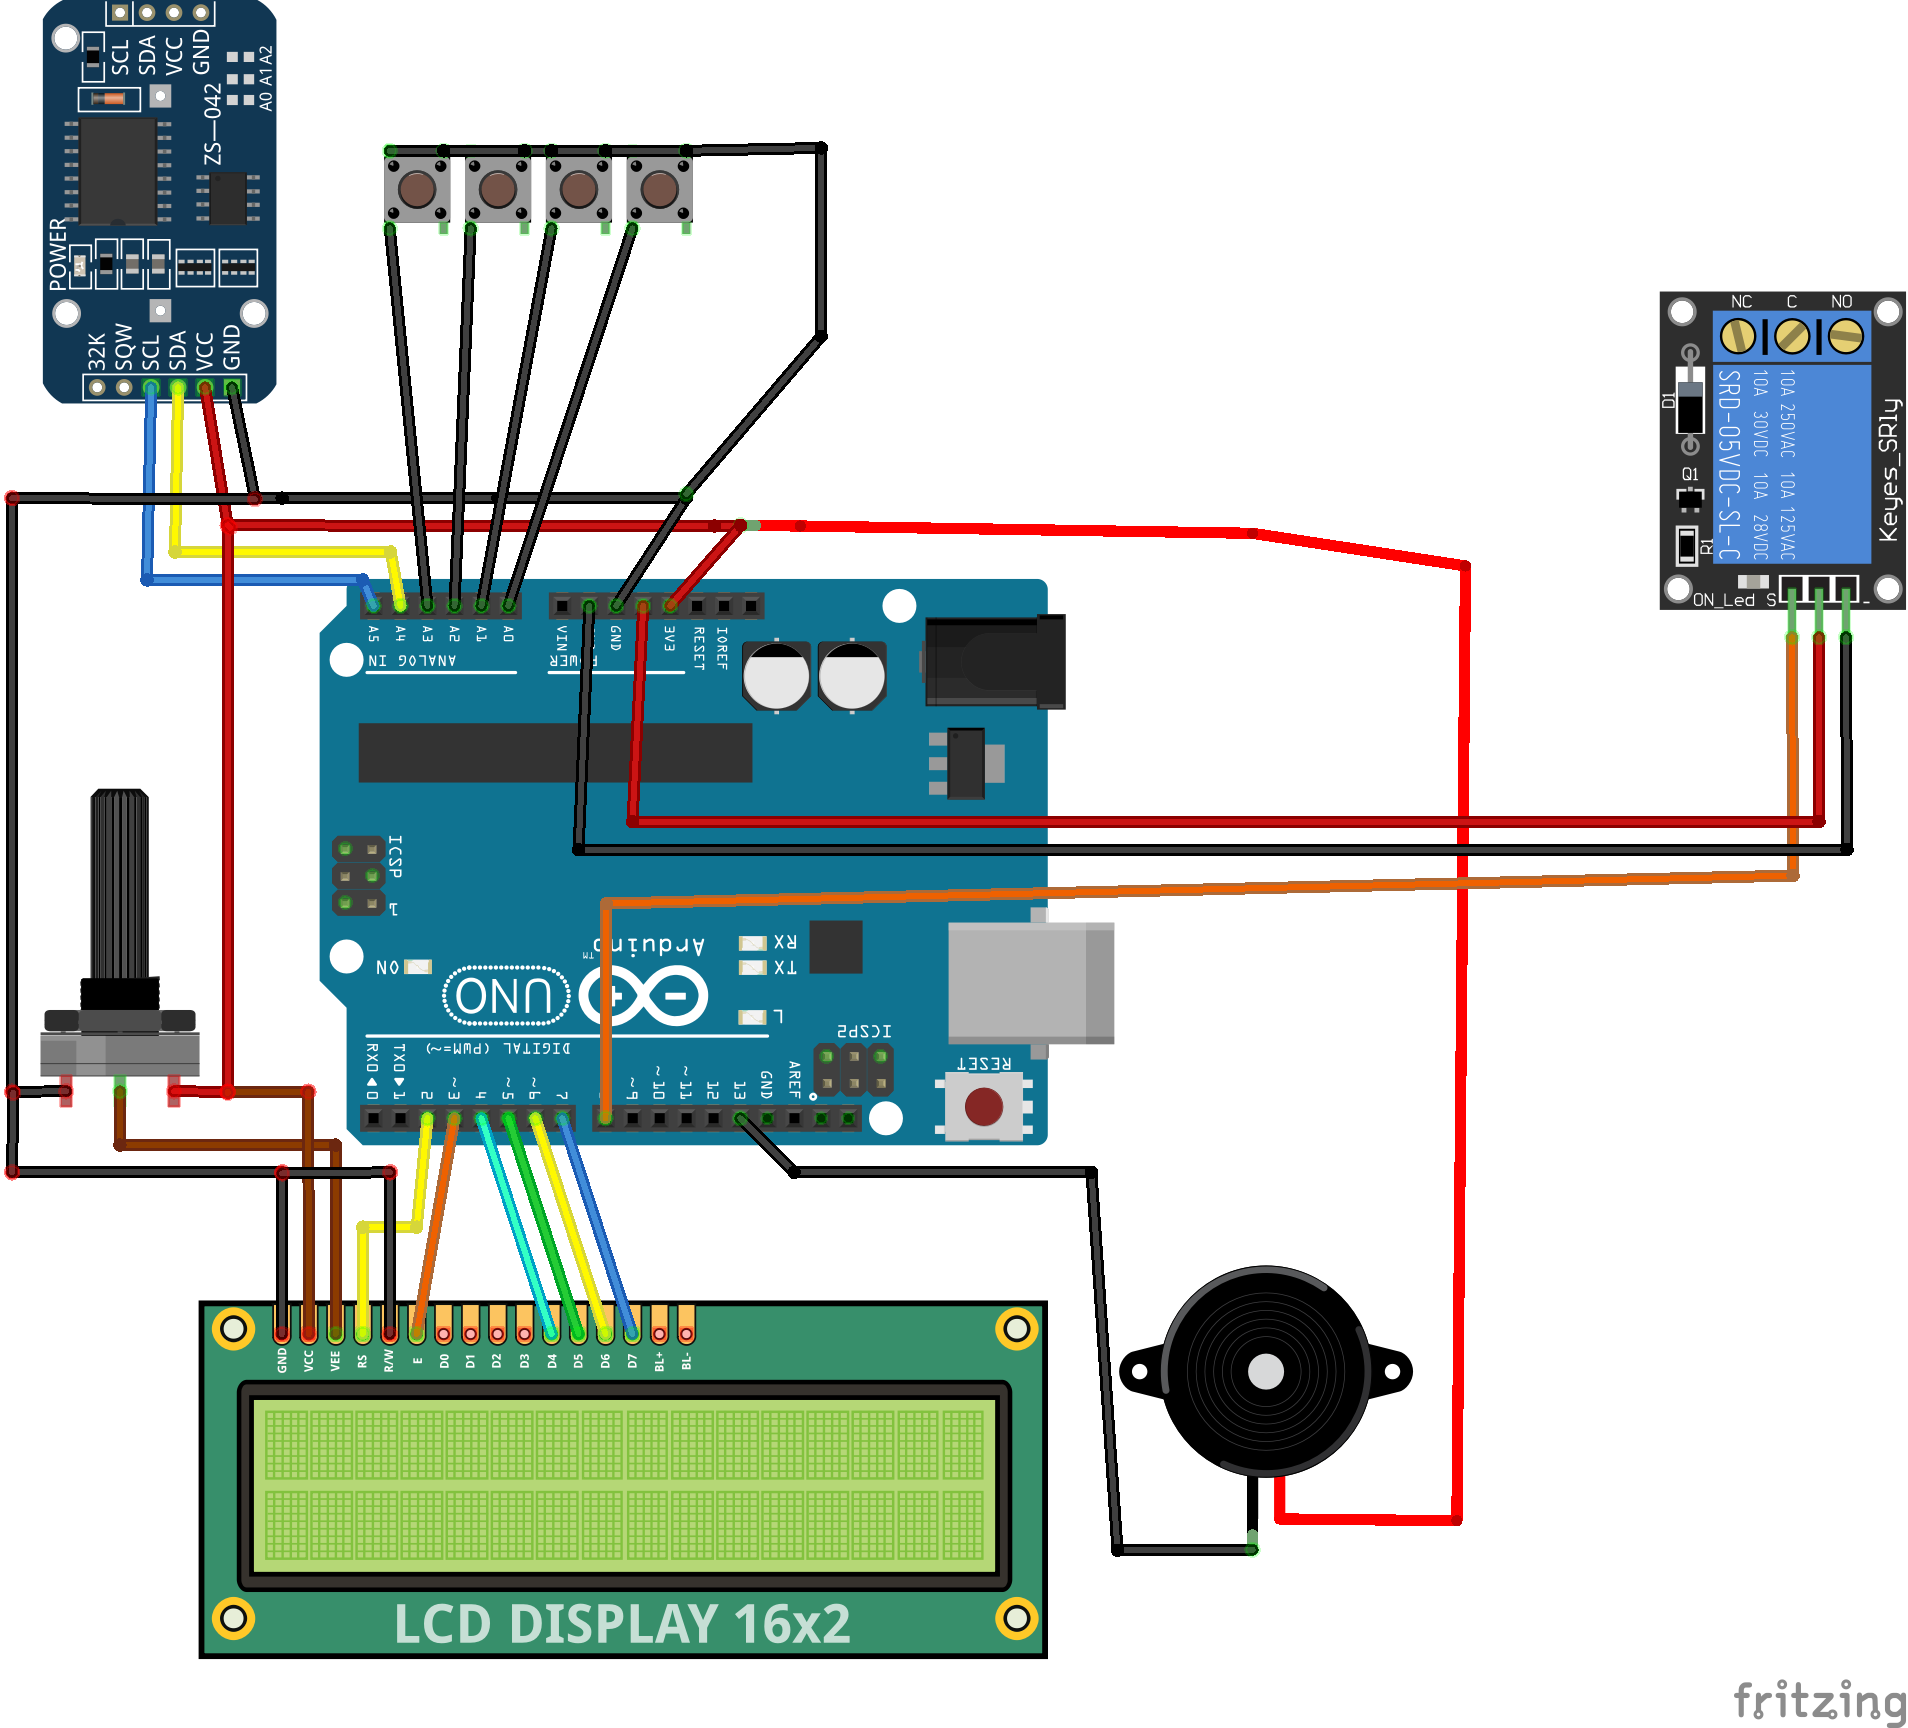 SCL
SDA
VCC
GND
A0 A1 A2
ZS-042
POWER
32K
SQW
SCL
SDA
VCC
GND
NC C NO
D1
SRD-05VDC-SL-C
10A 30VDC 10A 28VDC
10A 250VAC 10A 125VAC
Keyes_SRly
Q1
R1
ON_Led S -
A5
A4
A3
A2
A1
A0
VIN
GND
3V3
RESET
IOREF
ANALOG IN
ICSP
1
Arduino
TM
UNO
ON
RX
TX
L
ICSP2
RESET
DIGITAL (PWM=~)
RX0 ◀ 0
TX0 ▶ 1
2
~3
4
~5
~6
7
~9
~10
~11
12
13
GND
AREF
GND
VCC
VEE
RS
R/W
E
D0
D1
D2
D3
D4
D5
D6
D7
BL+
BL-
LCD DISPLAY 16x2
fritzing